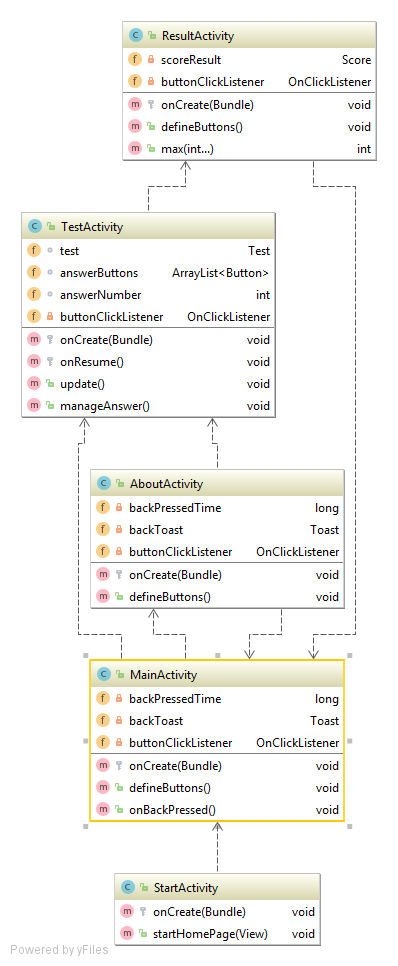 C ResultActivity
f scoreResult Score
f buttonClickListener OnClickListener
m onCreate(Bundle) void
m defineButtons() void
m max(int...) int
C TestActivity
f test Test
f answerButtons ArrayList<Button>
f answerNumber int
f buttonClickListener OnClickListener
m onCreate(Bundle) void
m onResume() void
m update() void
m manageAnswer() void
C AboutActivity
f backPressedTime long
f backToast Toast
f buttonClickListener OnClickListener
m onCreate(Bundle) void
m defineButtons() void
C MainActivity
f backPressedTime long
f backToast Toast
f buttonClickListener OnClickListener
m onCreate(Bundle) void
m defineButtons() void
m onBackPressed() void
C StartActivity
m onCreate(Bundle) void
m startHomePage(View) void
Powered by yFiles